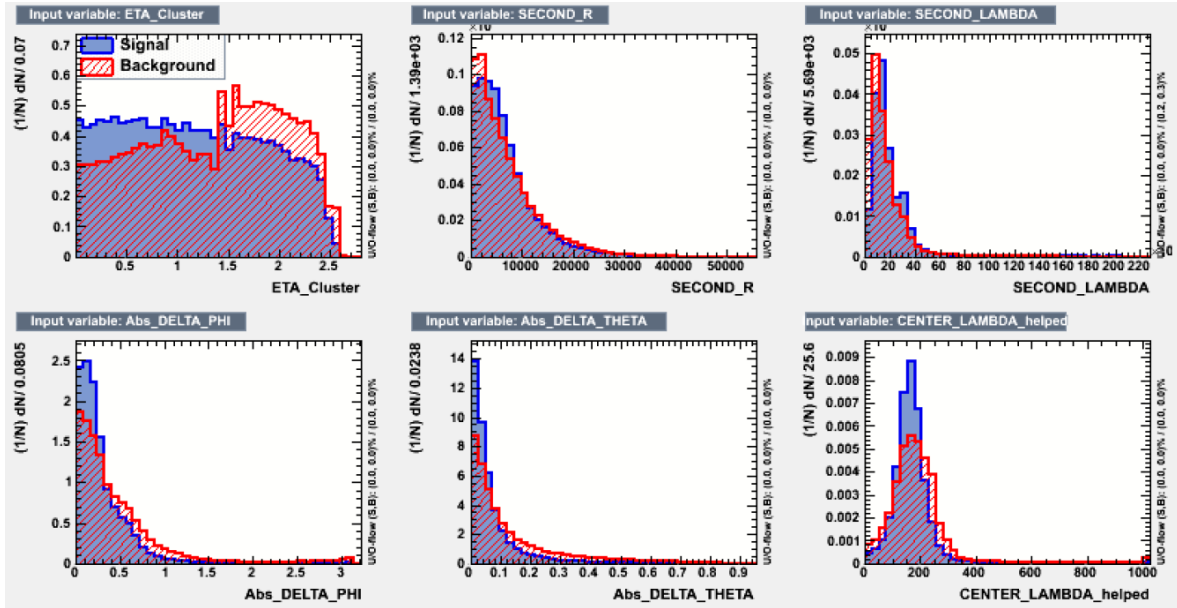 Input variable: ETA_Cluster
(1/N) dN/ 0.07
0.7
0.6
0.5
0.4
0.3
0.2
0.1
0
Signal
Background
0.5
1
1.5
2
2.5
ETA_Cluster
U/O-flow (S,B): (0.0, 0.0)% / (0.0, 0.0)%
Input variable: SECOND_R
(1/N) dN/ 1.39e+03
0.12
0.1
0.08
0.06
0.04
0.02
0
0
10000
20000
30000
40000
50000
SECOND_R
U/O-flow (S,B): (0.0, 0.0)% / (0.0, 0.0)%
Input variable: SECOND_LAMBDA
(1/N) dN/ 5.69e+03
0.05
0.04
0.03
0.02
0.01
0
0 20 40 60 80 100 120 140 160 180 200 220
SECOND_LAMBDA
(S,B): (0.0, 0.0)% / (0.2, 0.3)%
Input variable: Abs_DELTA_PHI
(1/N) dN/ 0.0805
2.5
2
1.5
1
0.5
0
0
0.5
1
1.5
2
2.5
3
Abs_DELTA_PHI
U/O-flow (S,B): (0.0, 0.0)% / (0.0, 0.0)%
Input variable: Abs_DELTA_THETA
(1/N) dN/ 0.0238
14
12
10
8
6
4
2
0
0 0.1 0.2 0.3 0.4 0.5 0.6 0.7 0.8 0.9
Abs_DELTA_THETA
U/O-flow (S,B): (0.0, 0.0)% / (0.0, 0.0)%
nput variable: CENTER_LAMBDA_helped
(1/N) dN/ 25.6
0.009
0.008
0.007
0.006
0.005
0.004
0.003
0.002
0.001
0
0
200
400
600
800
1000
CENTER_LAMBDA_helped
U/O-flow (S,B): (0.0, 0.0)% / (0.0, 0.0)%